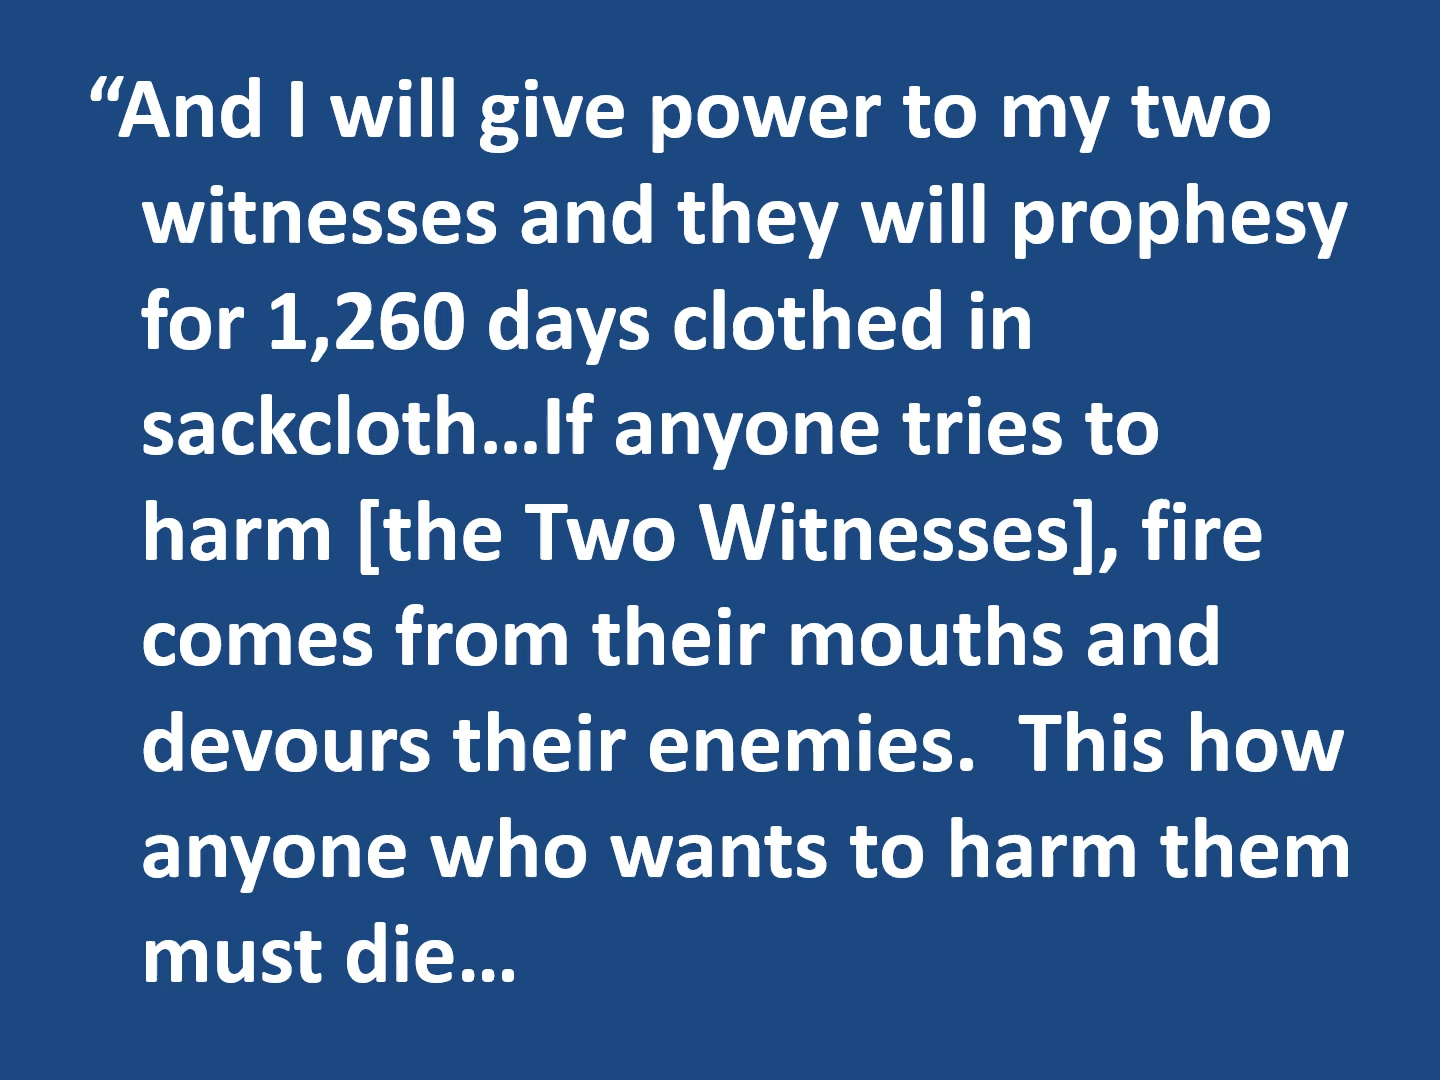 “And I will give power to my two
witnesses and they will prophesy
for 1,260 days clothed in
sackcloth…If anyone tries to
harm [the Two Witnesses], fire
comes from their mouths and
devours their enemies.  This how
anyone who wants to harm them
must die…